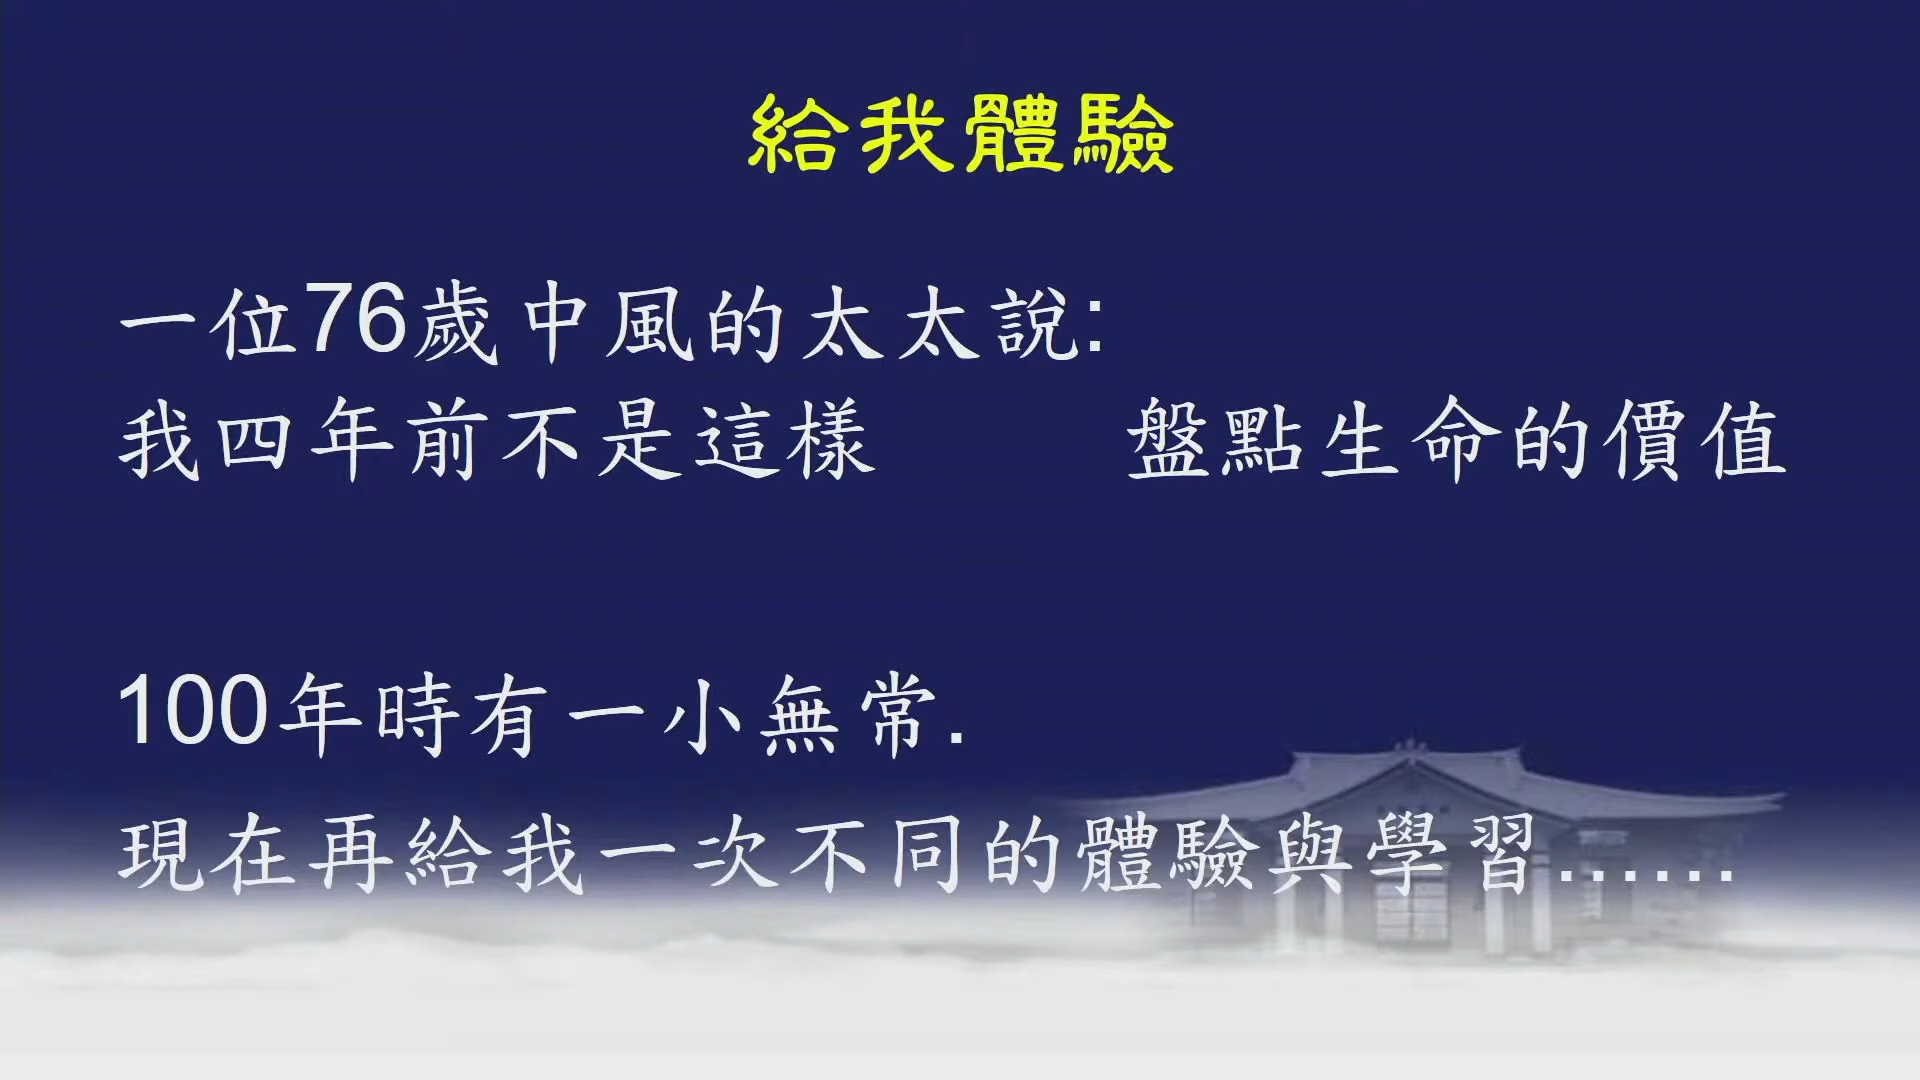 給我體驗
一位76歲中風的太太說:
我四年前不是這樣 盤點生命的價值
100年時有一小無常.
現在再給我一次不同的體驗與學習......